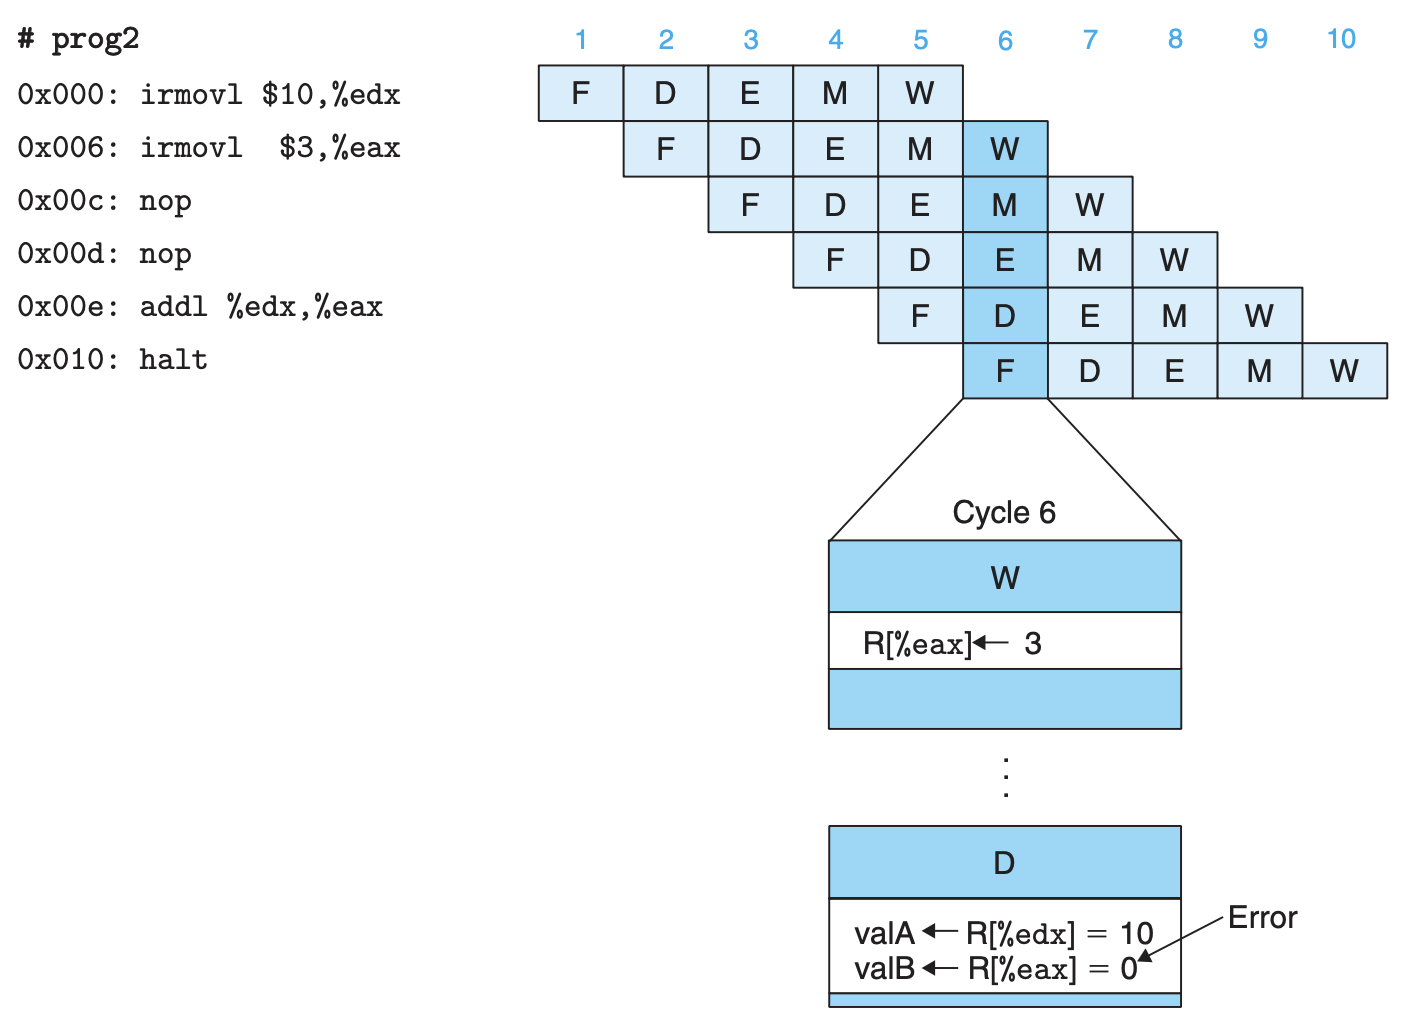 # prog2
1 2 3 4 5 6 7 8 9 10
0x000: irmovl $10,%edx F D E M W
0x006: irmovl  $3,%eax F D E M W
0x00c: nop F D E M W
0x00d: nop F D E M W
0x00e: addl %edx,%eax F D E M W
0x010: halt F D E M W
Cycle 6
W
R[%eax] ← 3
⋮
D
valA ← R[%edx] = 10
valB ← R[%eax] = 0
Error